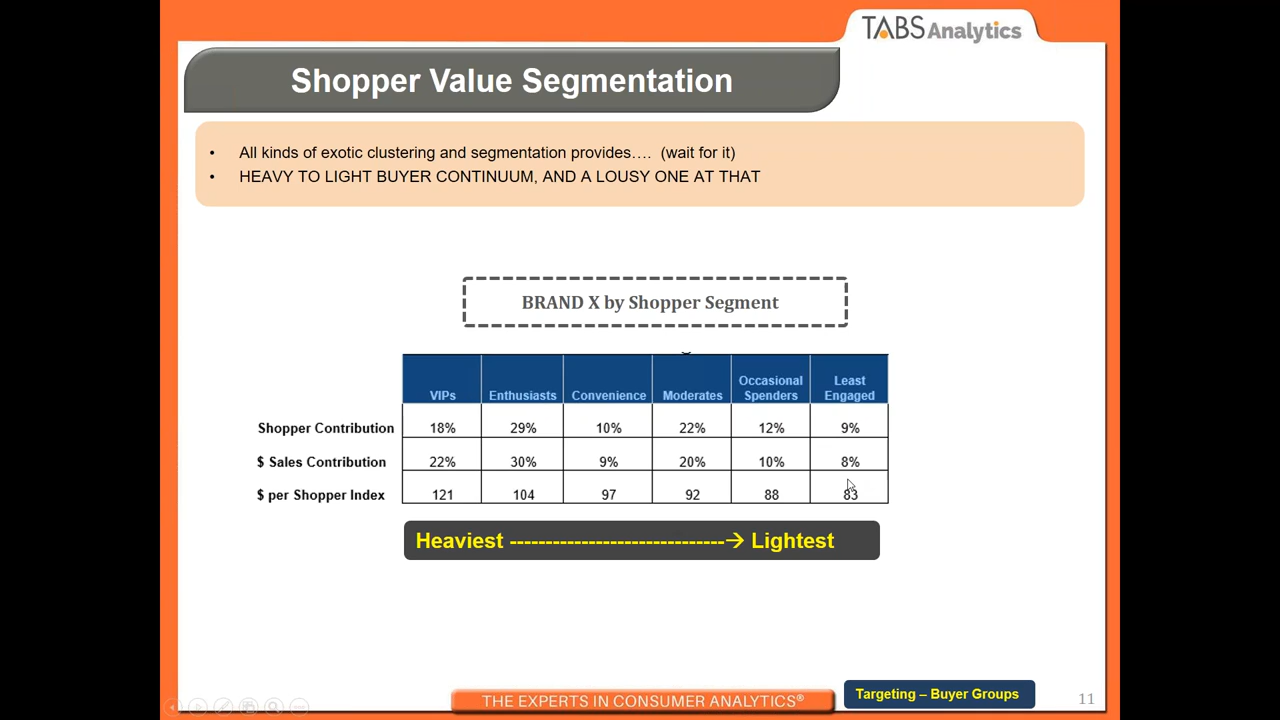 TABS Analytics
Shopper Value Segmentation
• All kinds of exotic clustering and segmentation provides…. (wait for it)
• HEAVY TO LIGHT BUYER CONTINUUM, AND A LOUSY ONE AT THAT
BRAND X by Shopper Segment
VIPs Enthusiasts Convenience Moderates Occasional Spenders Least Engaged
Shopper Contribution 18% 29% 10% 22% 12% 9%
$ Sales Contribution 22% 30% 9% 20% 10% 8%
$ per Shopper Index 121 104 97 92 88 83
Heaviest ------------------------------→ Lightest
THE EXPERTS IN CONSUMER ANALYTICS®
Targeting – Buyer Groups
11